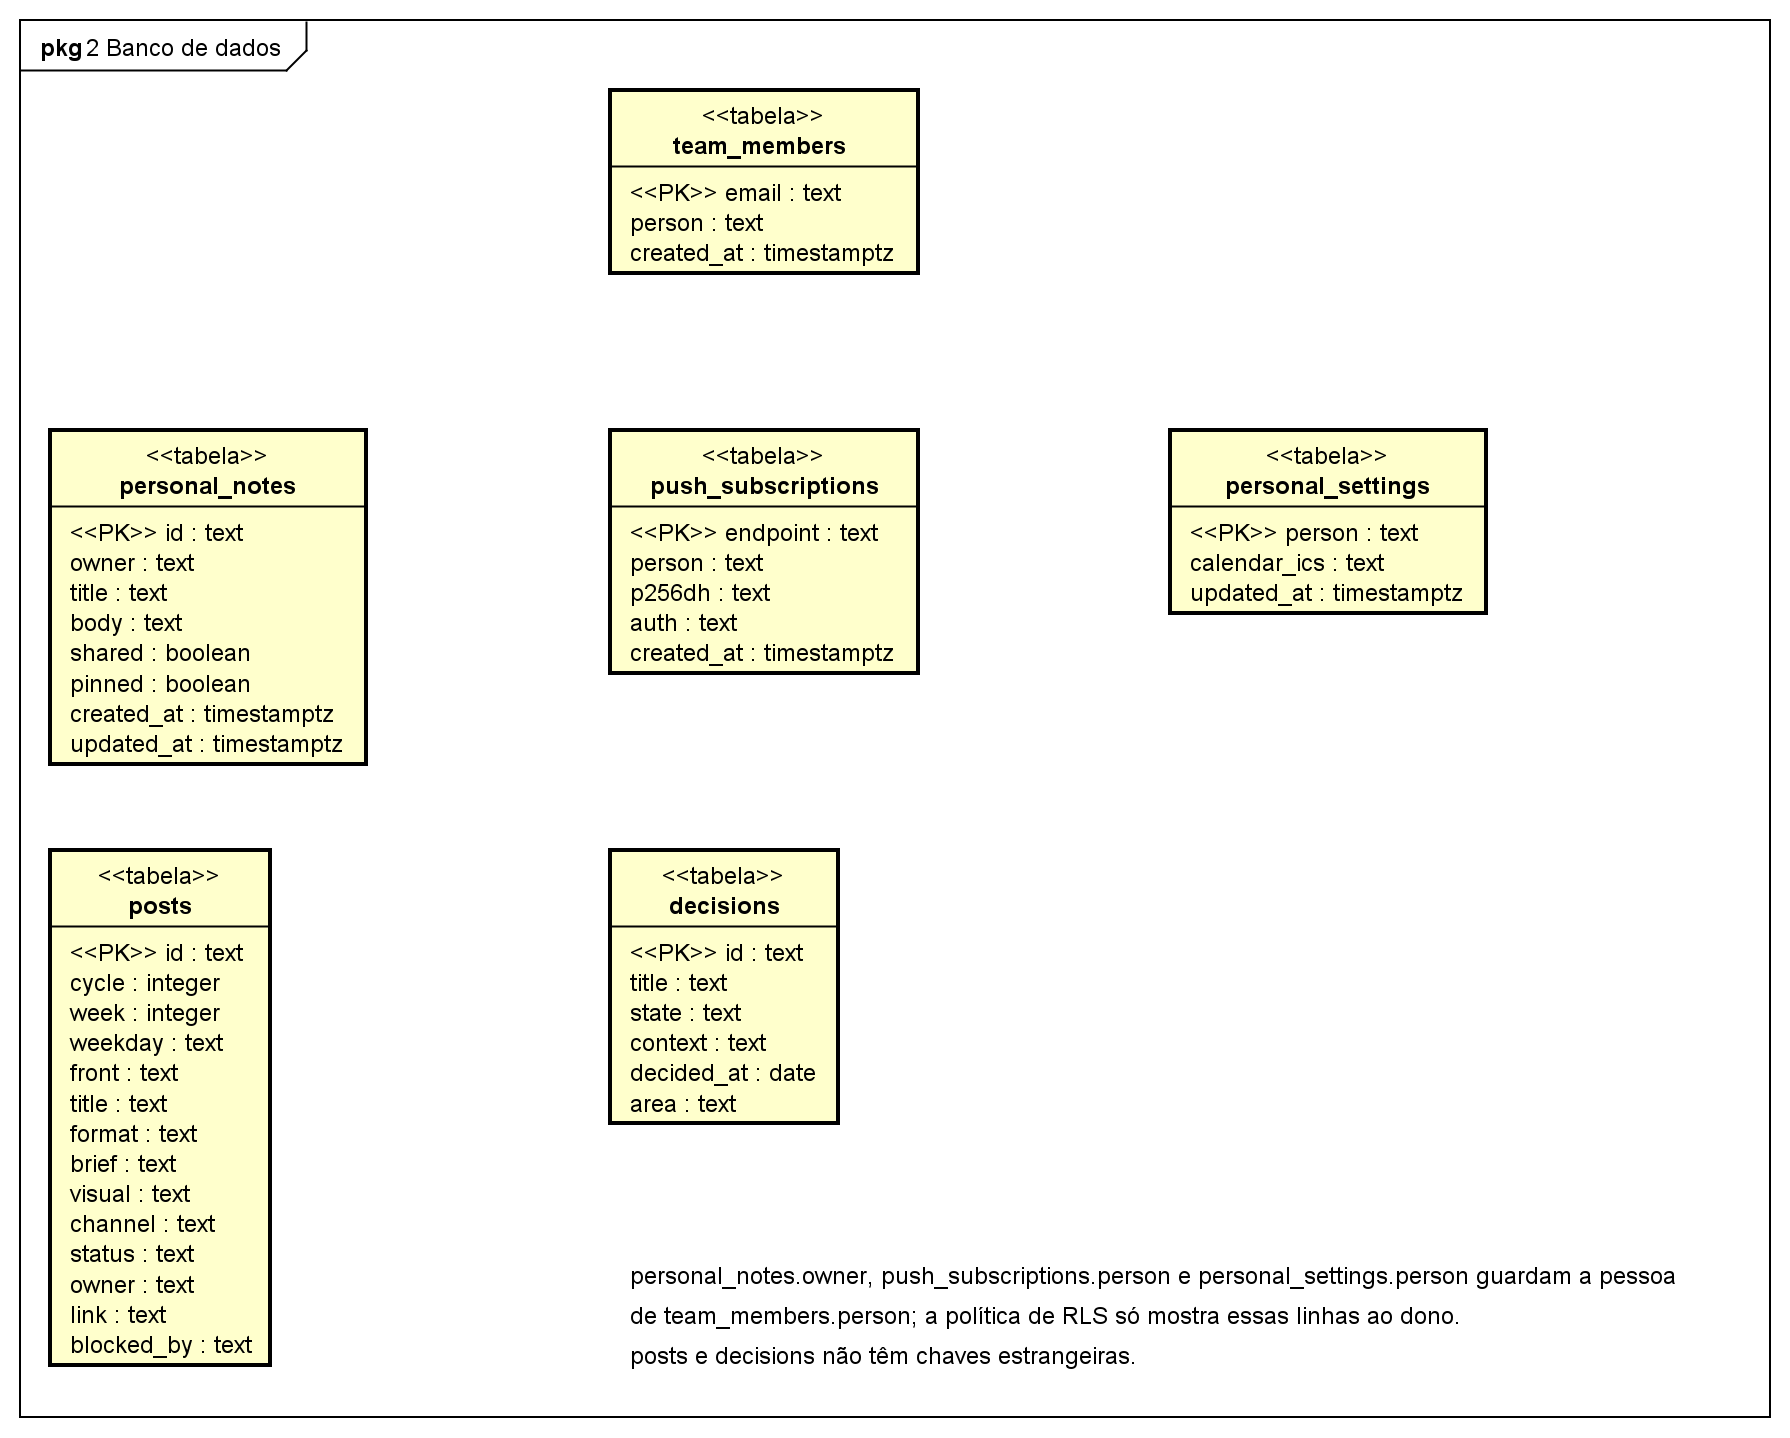 pkg 2 Banco de dados
<<tabela>>
team_members
<<PK>> email : text
person : text
created_at : timestamptz
<<tabela>>
personal_notes
<<PK>> id : text
owner : text
title : text
body : text
shared : boolean
pinned : boolean
created_at : timestamptz
updated_at : timestamptz
<<tabela>>
push_subscriptions
<<PK>> endpoint : text
person : text
p256dh : text
auth : text
created_at : timestamptz
<<tabela>>
personal_settings
<<PK>> person : text
calendar_ics : text
updated_at : timestamptz
<<tabela>>
posts
<<PK>> id : text
cycle : integer
week : integer
weekday : text
front : text
title : text
format : text
brief : text
visual : text
channel : text
status : text
owner : text
link : text
blocked_by : text
<<tabela>>
decisions
<<PK>> id : text
title : text
state : text
context : text
decided_at : date
area : text
personal_notes.owner, push_subscriptions.person e personal_settings.person guardam a pessoa
de team_members.person; a política de RLS só mostra essas linhas ao dono.
posts e decisions não têm chaves estrangeiras.